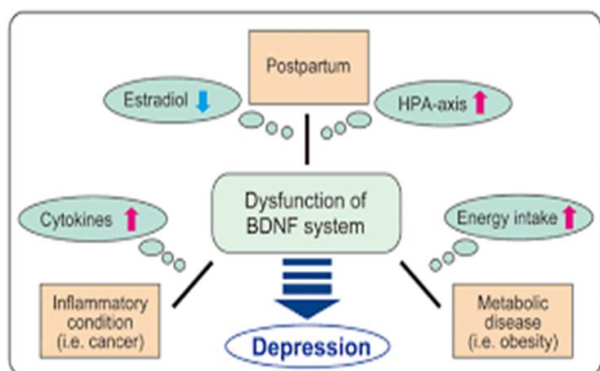 Postpartum
Estradiol
HPA-axis
Dysfunction of
BDNF system
Cytokines
Energy intake
Inflammatory
condition
(i.e. cancer)
Metabolic
disease
(i.e. obesity)
Depression